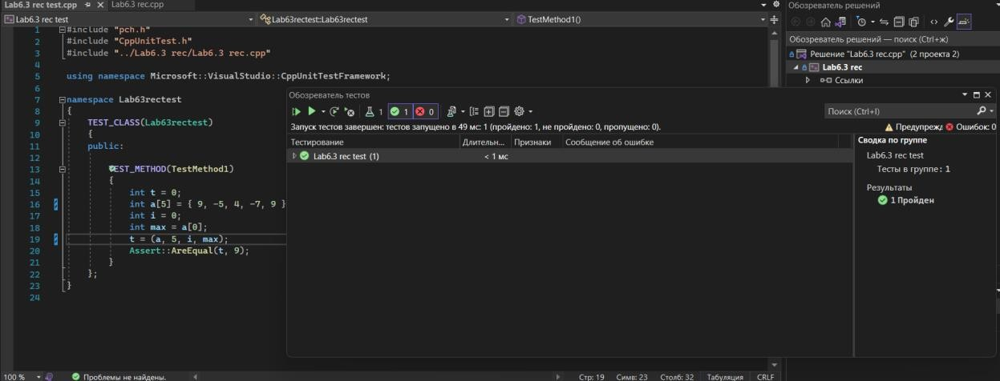 Lab6.3 rec test.cpp
Lab6.3 rec.cpp
Lab6.3 rec test
Lab63rectest::Lab63rectest
TestMethod1()
1 #include "pch.h"
2 #include "CppUnitTest.h"
3 #include "../Lab6.3 rec/Lab6.3 rec.cpp"
4
5 using namespace Microsoft::VisualStudio::CppUnitTestFramework;
6
7 namespace Lab63rectest
8 {
9 TEST_CLASS(Lab63rectest)
10 {
11 public:
12
13 TEST_METHOD(TestMethod1)
14 {
15 int t = 0;
16 int a[5] = { 9, -5, 4, -7, 9 }
17 int i = 0;
18 int max = a[0];
19 t = (a, 5, i, max);
20 Assert::AreEqual(t, 9);
21 }
22 };
23 }
24
100 %
Проблемы не найдены.
Стр: 19
Симв: 23
Столб: 32
Табуляция
CRLF
Обозреватель тестов
1
1
0
Поиск (Ctrl+I)
Запуск тестов завершен: тестов запущено в 49 мс: 1 (пройдено: 1, не пройдено: 0, пропущено: 0).
Предупрежд
Ошибок: 0
Тестирование
Длительн...
Признаки
Сообщение об ошибке
Lab6.3 rec test (1)
< 1 мс
Сводка по группе
Lab6.3 rec test
Тесты в группе: 1
Результаты
1 Пройден
Обозреватель решений
Обозреватель решений — поиск (Ctrl+ж)
Решение "Lab6.3 rec.cpp" (2 проекта 2)
Lab6.3 rec
Ссылки